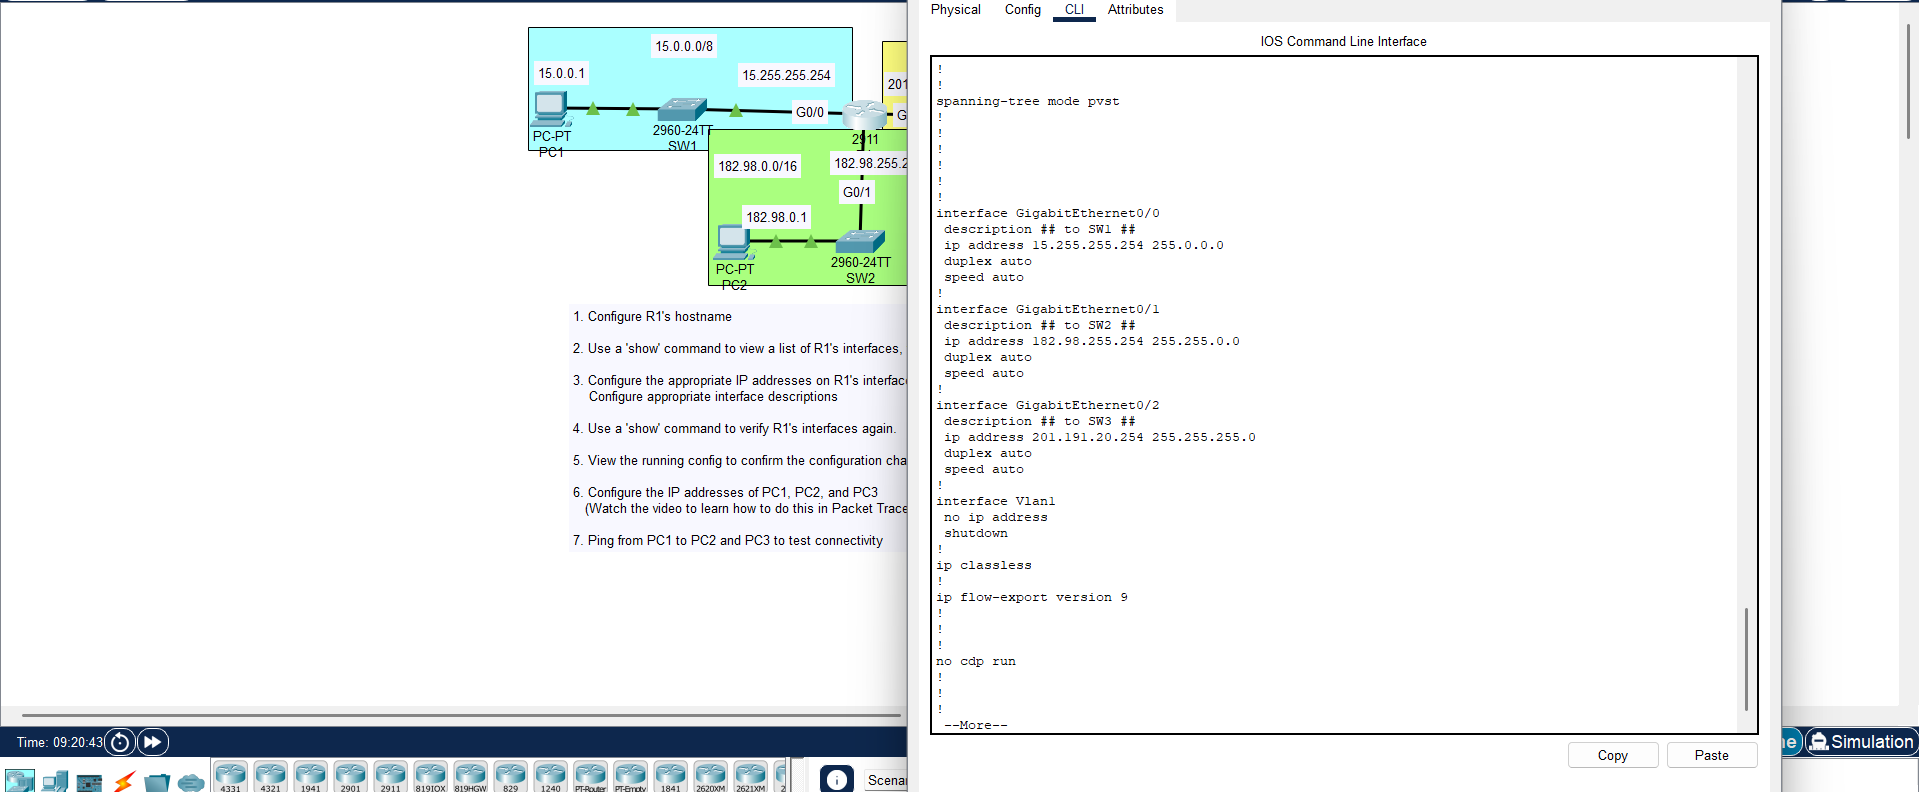 Physical
Config
CLI
Attributes
IOS Command Line Interface
15.0.0.0/8
15.0.0.1
15.255.255.254
201
G0/0
G
PC-PT
PC1
2960-24TT
SW1
2911
182.98.0.0/16
182.98.255.2
G0/1
182.98.0.1
PC-PT
PC2
2960-24TT
SW2
1. Configure R1's hostname
2. Use a 'show' command to view a list of R1's interfaces,
3. Configure the appropriate IP addresses on R1's interfac
Configure appropriate interface descriptions
4. Use a 'show' command to verify R1's interfaces again.
5. View the running config to confirm the configuration cha
6. Configure the IP addresses of PC1, PC2, and PC3
(Watch the video to learn how to do this in Packet Trace
7. Ping from PC1 to PC2 and PC3 to test connectivity
!
!
spanning-tree mode pvst
!
!
!
!
!
!
interface GigabitEthernet0/0
description ## to SW1 ##
ip address 15.255.255.254 255.0.0.0
duplex auto
speed auto
!
interface GigabitEthernet0/1
description ## to SW2 ##
ip address 182.98.255.254 255.255.0.0
duplex auto
speed auto
!
interface GigabitEthernet0/2
description ## to SW3 ##
ip address 201.191.20.254 255.255.255.0
duplex auto
speed auto
!
interface Vlan1
no ip address
shutdown
!
ip classless
!
ip flow-export version 9
!
!
!
no cdp run
!
!
!
--More--
Copy
Paste
Time: 09:20:43
me
Simulation
4331
4321
1941
2901
2911
819IOX
819HGW
829
1240
PT-Router
PT-Empty
1841
2620XM
2621XM
2
Scenar